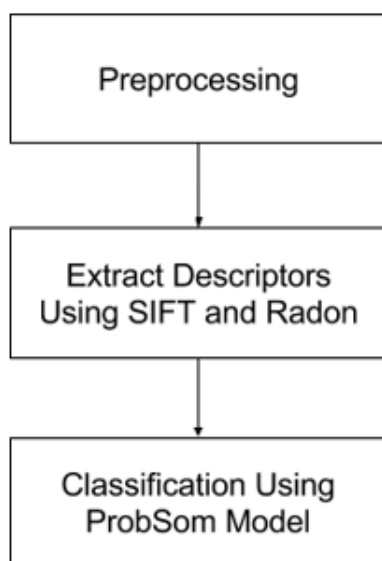 Preprocessing
Extract Descriptors
Using SIFT and Radon
Classification Using
ProbSom Model